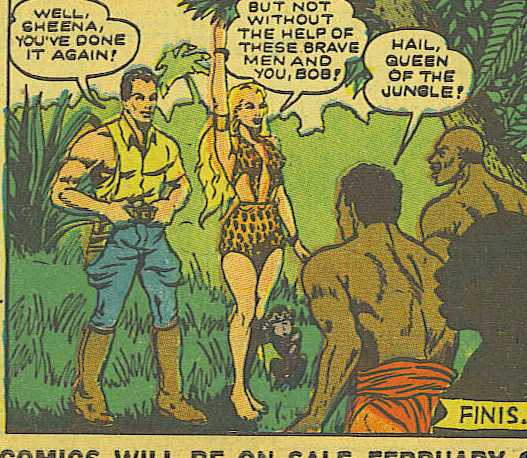 WELL,
SHEENA,
YOU'VE DONE
IT AGAIN!
BUT NOT
WITHOUT
THE HELP OF
THESE BRAVE
MEN AND
YOU, BOB!
HAIL,
QUEEN
OF THE
JUNGLE!
FINIS.
COMICS WILL BE ON SALE FEBRUARY